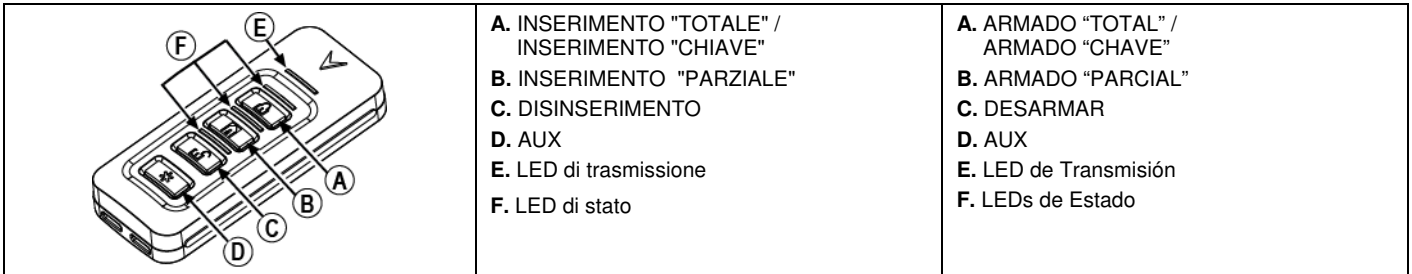 F
E
A
B
C
D
A. INSERIMENTO "TOTALE" /
INSERIMENTO "CHIAVE"
B. INSERIMENTO "PARZIALE"
C. DISINSERIMENTO
D. AUX
E. LED di trasmissione
F. LED di stato
A. ARMADO “TOTAL” /
ARMADO “CHAVE”
B. ARMADO “PARCIAL”
C. DESARMAR
D. AUX
E. LED de Transmisión
F. LEDs de Estado